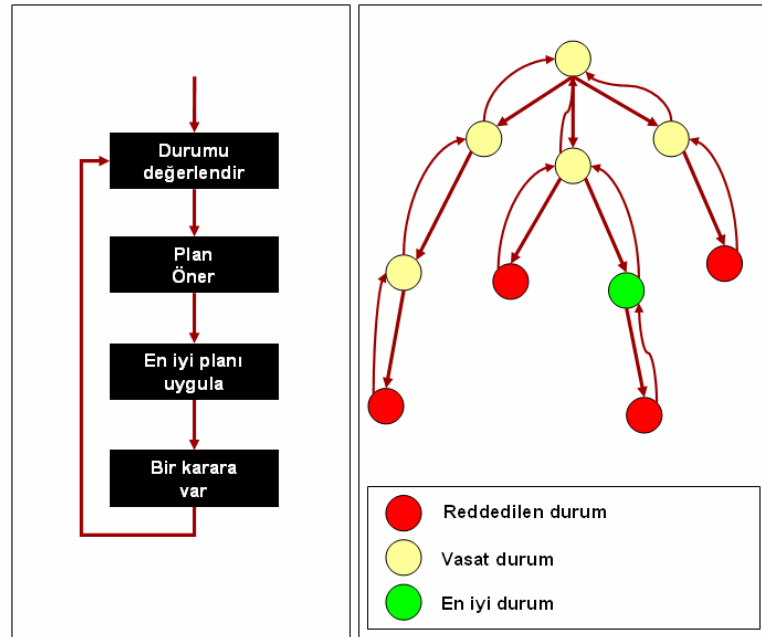 Durumu
değerlendir
Plan
Öner
En iyi planı
uygula
Bir karara
var
Reddedilen durum
Vasat durum
En iyi durum